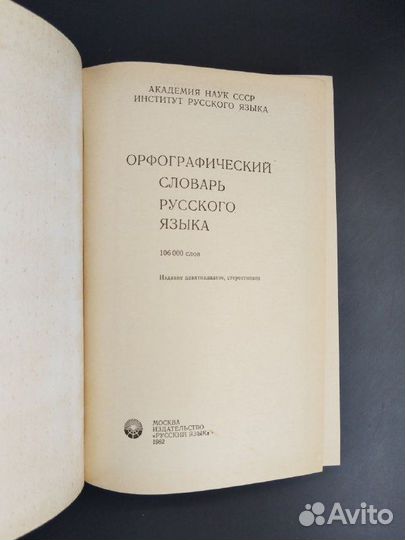 АКАДЕМИЯ НАУК СССР
ИНСТИТУТ РУССКОГО ЯЗЫКА
ОРФОГРАФИЧЕСКИЙ
СЛОВАРЬ
РУССКОГО
ЯЗЫКА
106 000 слов
Издание девятнадцатое, стереотипное
МОСКВА
ИЗДАТЕЛЬСТВО
«РУССКИЙ ЯЗЫК»
1982
Avito